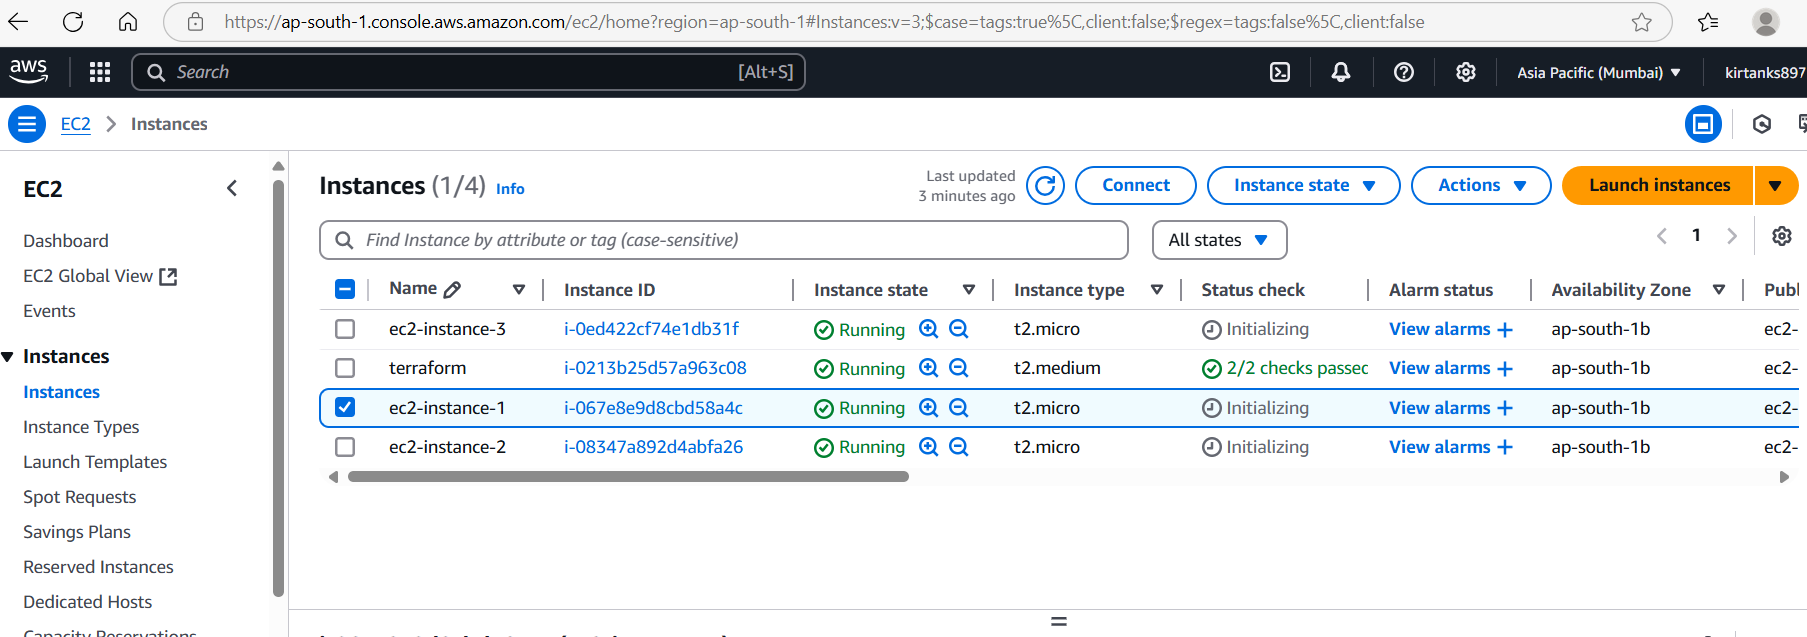 https://ap-south-1.console.aws.amazon.com/ec2/home?region=ap-south-1#Instances:v=3;$case=tags:true%5C,client:false;$regex=tags:false%5C,client:false
aws Search [Alt+S] Asia Pacific (Mumbai) kirtanks897
EC2 Instances
EC2
Dashboard
EC2 Global View
Events
Instances
Instances
Instance Types
Launch Templates
Spot Requests
Savings Plans
Reserved Instances
Dedicated Hosts
Capacity Reservations
Instances (1/4) Info
Last updated
3 minutes ago
Connect Instance state Actions Launch instances
Find Instance by attribute or tag (case-sensitive) All states 1
Name Instance ID Instance state Instance type Status check Alarm status Availability Zone Publ
ec2-instance-3 i-0ed422cf74e1db31f Running t2.micro Initializing View alarms + ap-south-1b ec2-
terraform i-0213b25d57a963c08 Running t2.medium 2/2 checks passed View alarms + ap-south-1b ec2-
ec2-instance-1 i-067e8e9d8cbd58a4c Running t2.micro Initializing View alarms + ap-south-1b ec2-
ec2-instance-2 i-08347a892d4abfa26 Running t2.micro Initializing View alarms + ap-south-1b ec2-